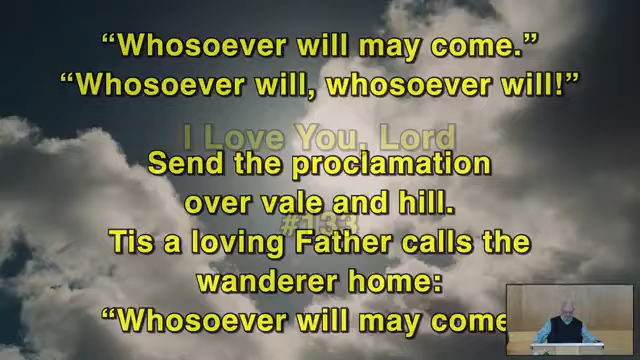 “Whosoever will may come.”
“Whosoever will, whosoever will!”
I Love You, Lord
Send the proclamation
over vale and hill.
#133
Tis a loving Father calls the
wanderer home:
“Whosoever will may come